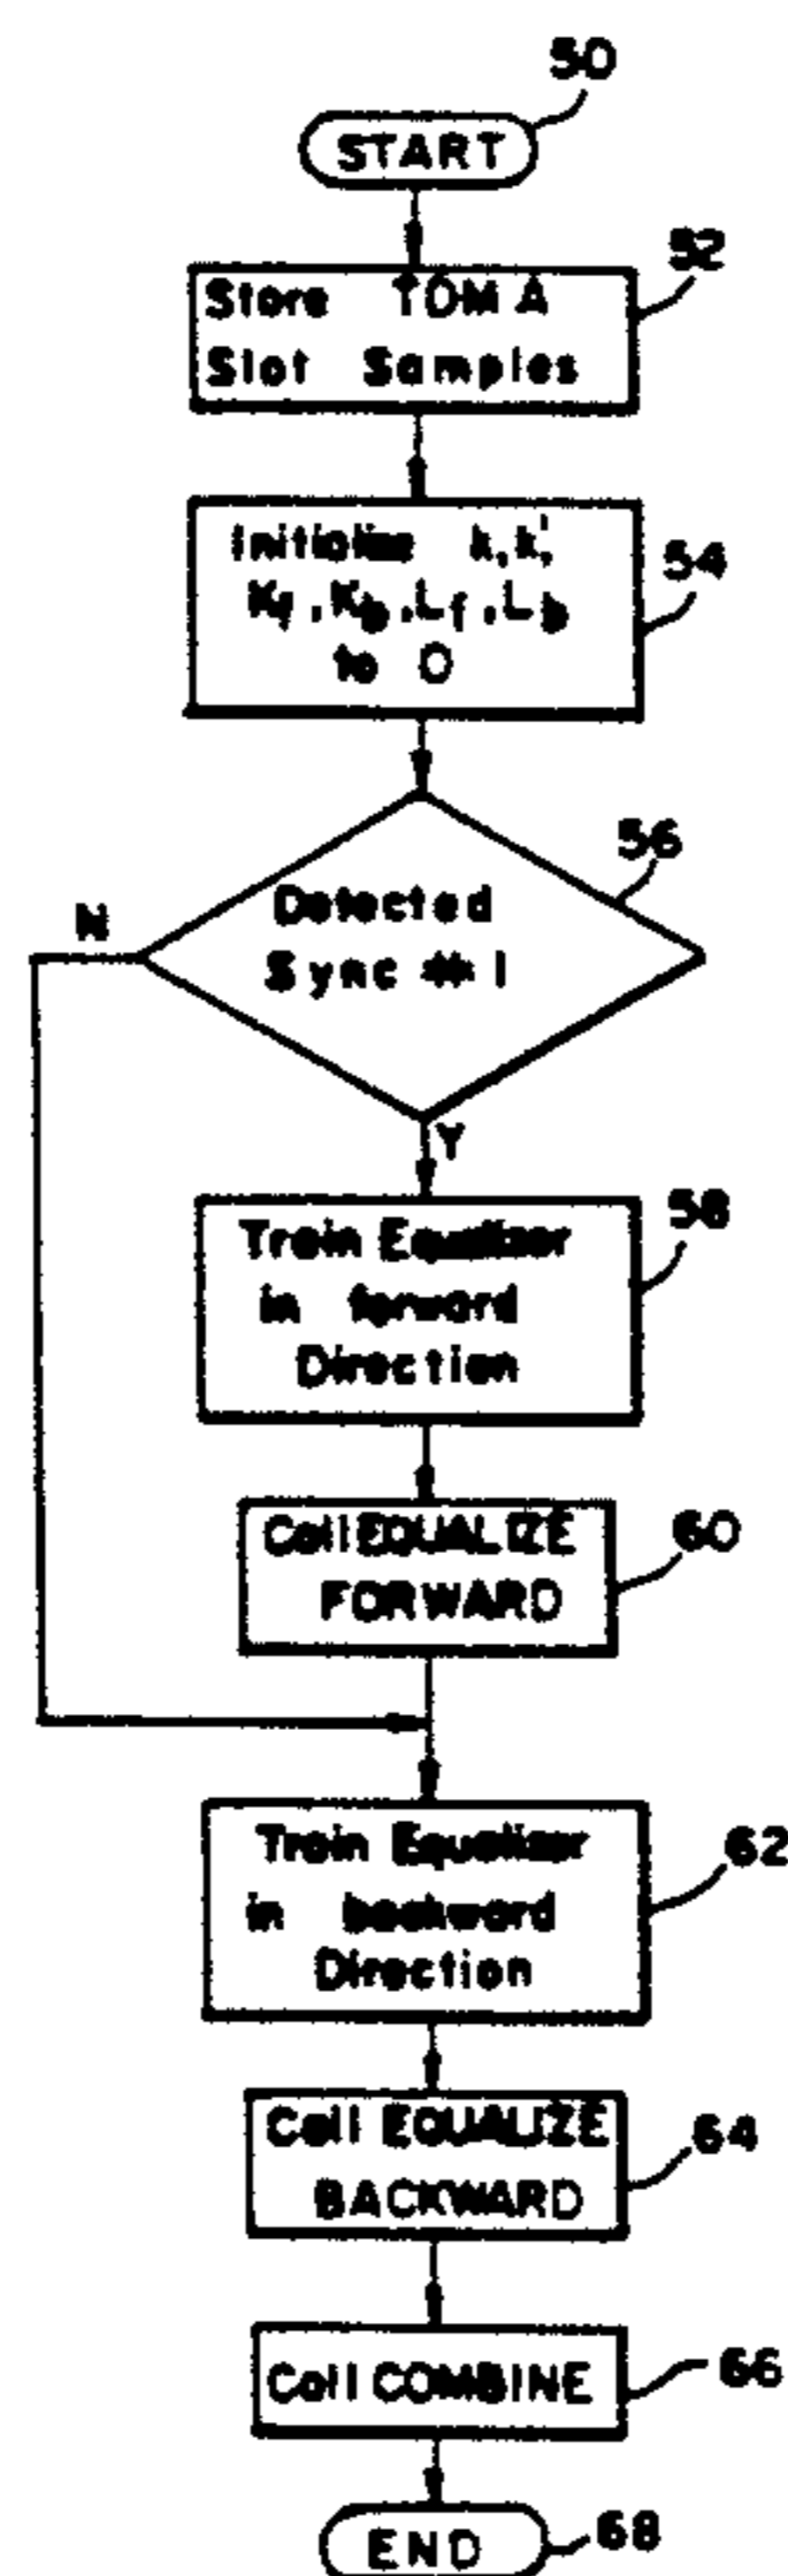 50
START
52
Store TDMA
Slot Samples
54
Initialize k, k',
Kf, Kb, Lf, Lb
to 0
56
Detected
Sync #1
N
Y
58
Train Equalizer
in forward
Direction
60
Call EQUALIZE
FORWARD
62
Train Equalizer
in backward
Direction
64
Call EQUALIZE
BACKWARD
66
Call COMBINE
68
END